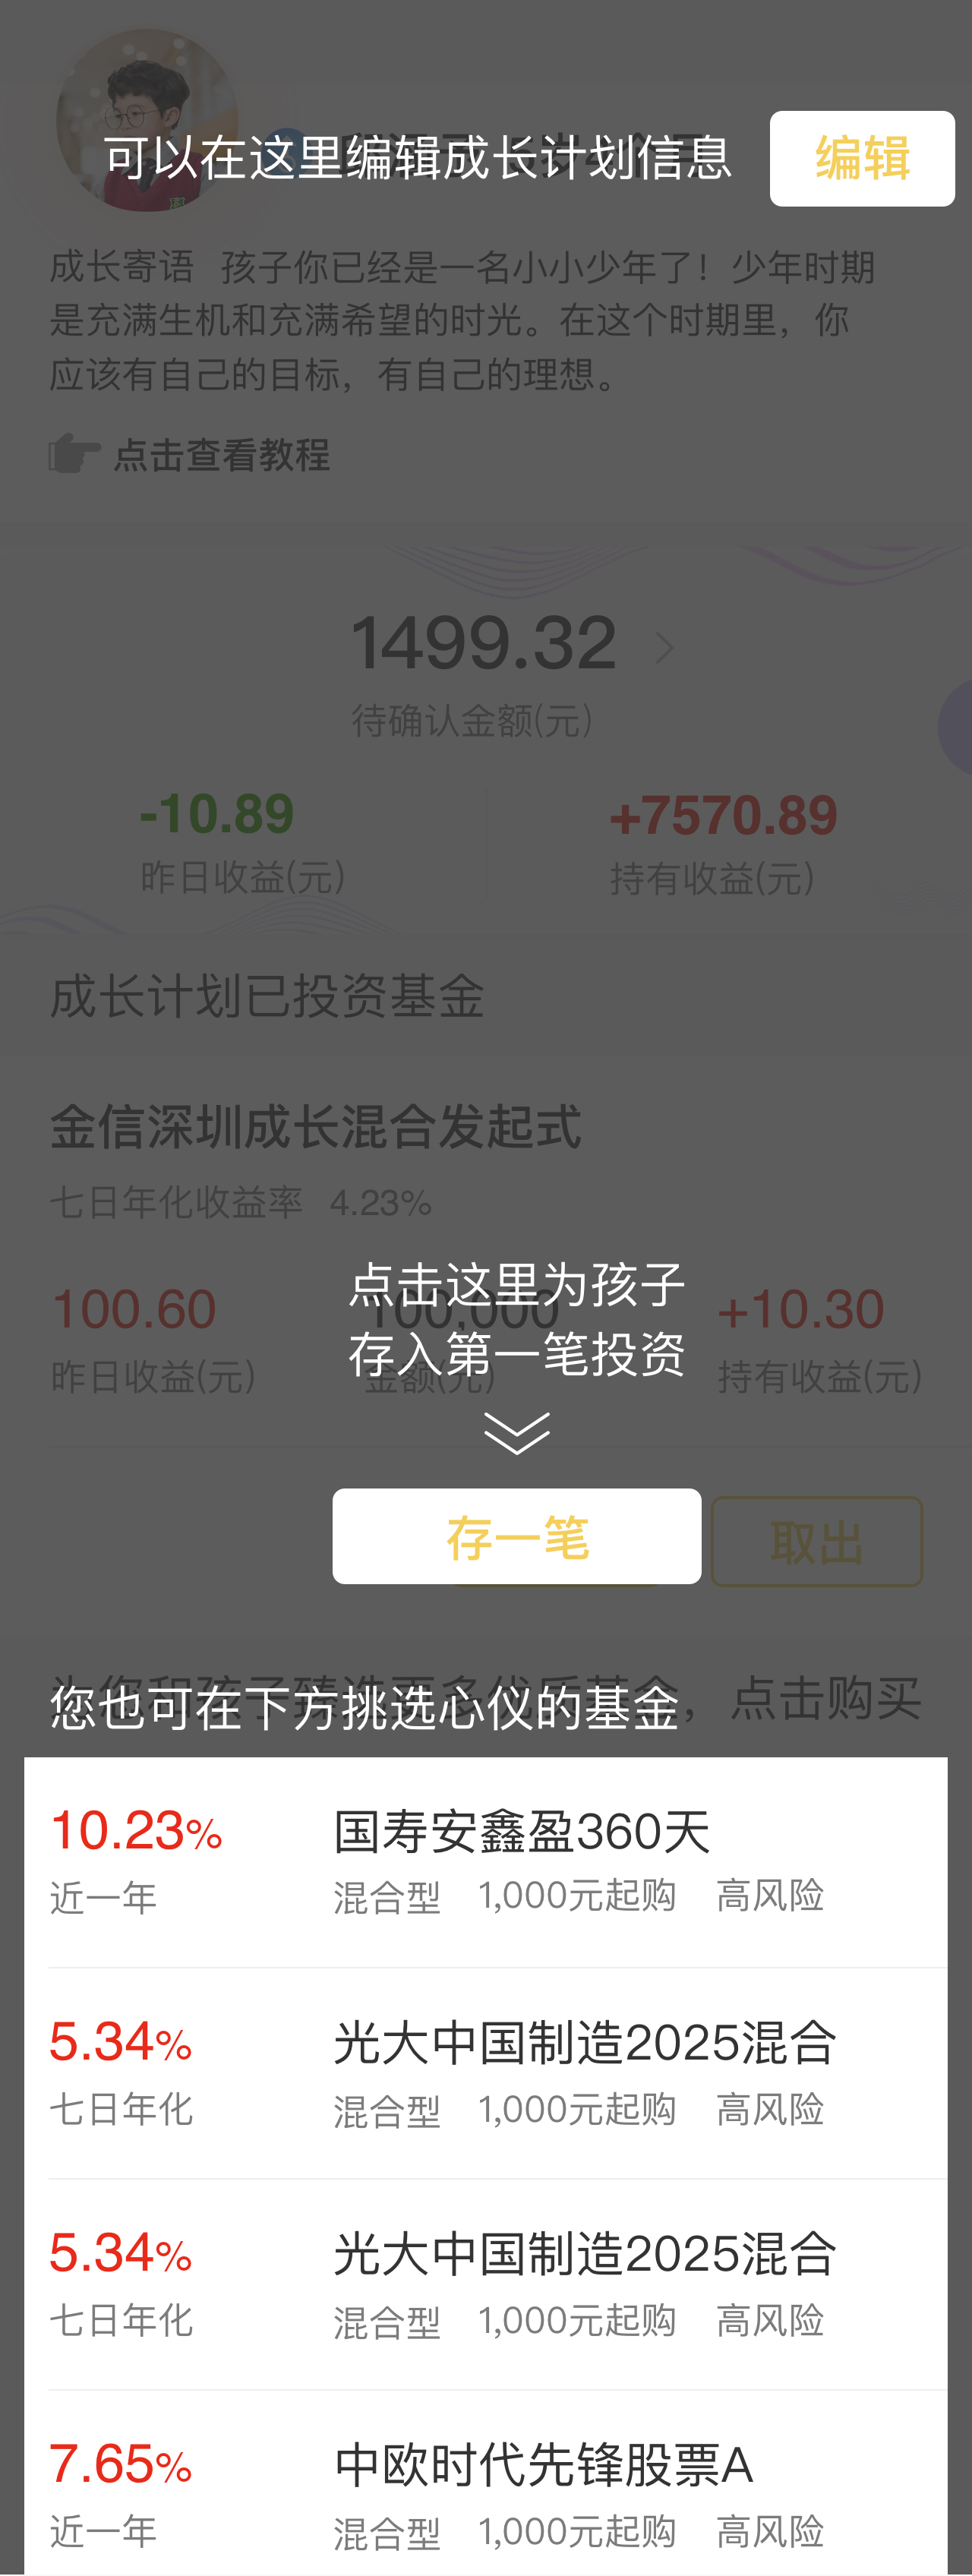 可以在这里编辑成长计划信息
编辑
成长寄语 孩子你已经是一名小小少年了！少年时期
是充满生机和充满希望的时光。在这个时期里，你
应该有自己的目标，有自己的理想。
点击查看教程
1499.32
待确认金额(元)
-10.89
+7570.89
昨日收益(元)
持有收益(元)
成长计划已投资基金
金信深圳成长混合发起式
七日年化收益率 4.23%
点击这里为孩子
存入第一笔投资
100.60
100,000
+10.30
昨日收益(元)
金额(元)
持有收益(元)
存一笔
取出
您也可在下方挑选心仪的基金
，点击购买
10.23%
国寿安鑫盈360天
近一年
混合型 1,000元起购 高风险
5.34%
光大中国制造2025混合
七日年化
混合型 1,000元起购 高风险
5.34%
光大中国制造2025混合
七日年化
混合型 1,000元起购 高风险
7.65%
中欧时代先锋股票A
近一年
混合型 1,000元起购 高风险